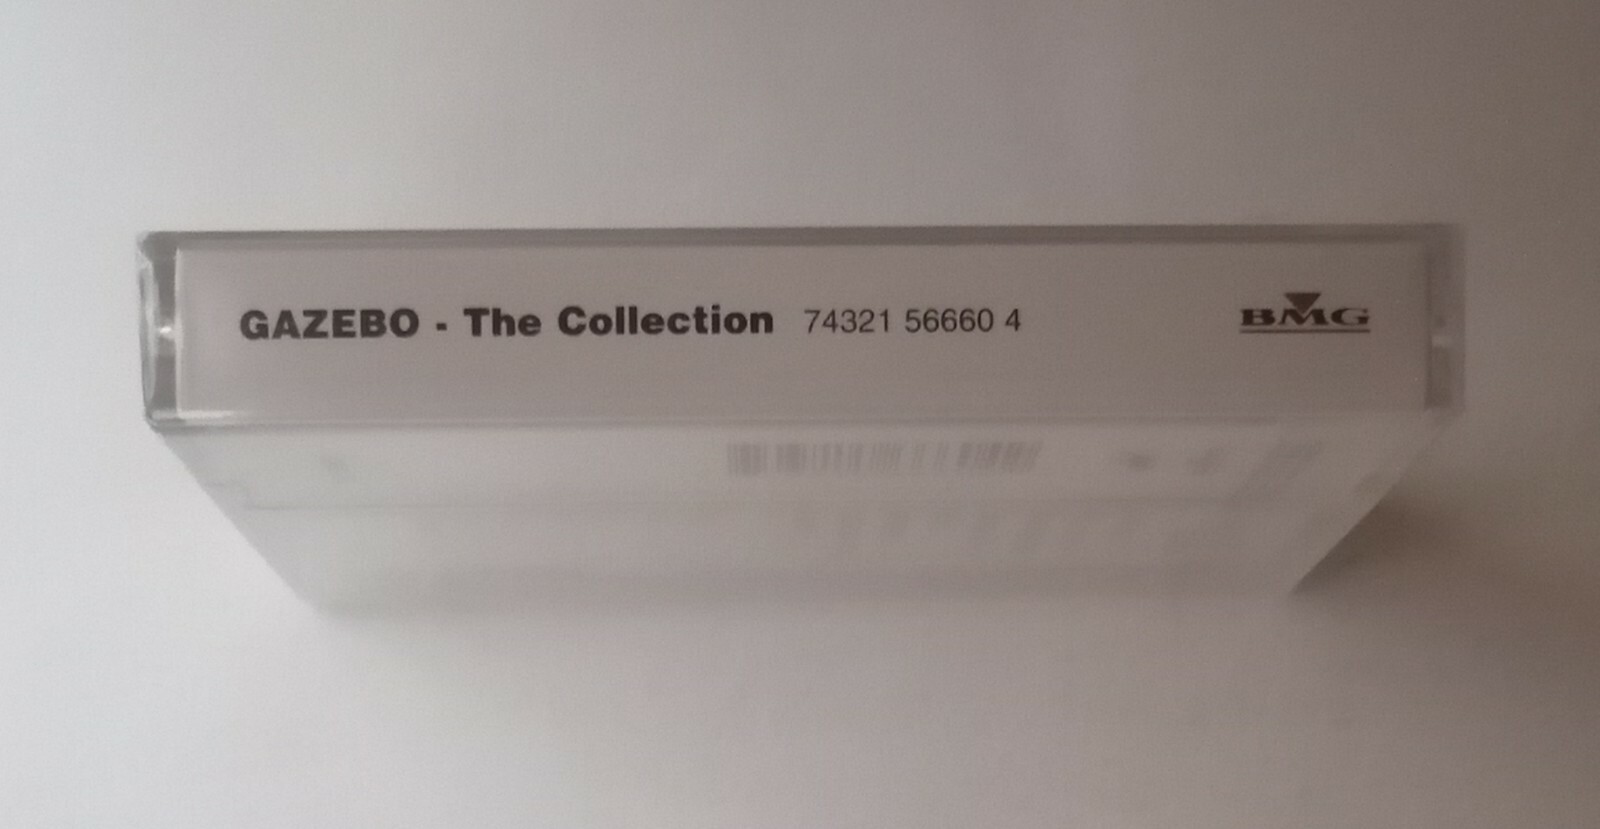 GAZEBO - The Collection 74321 56660 4 BMG